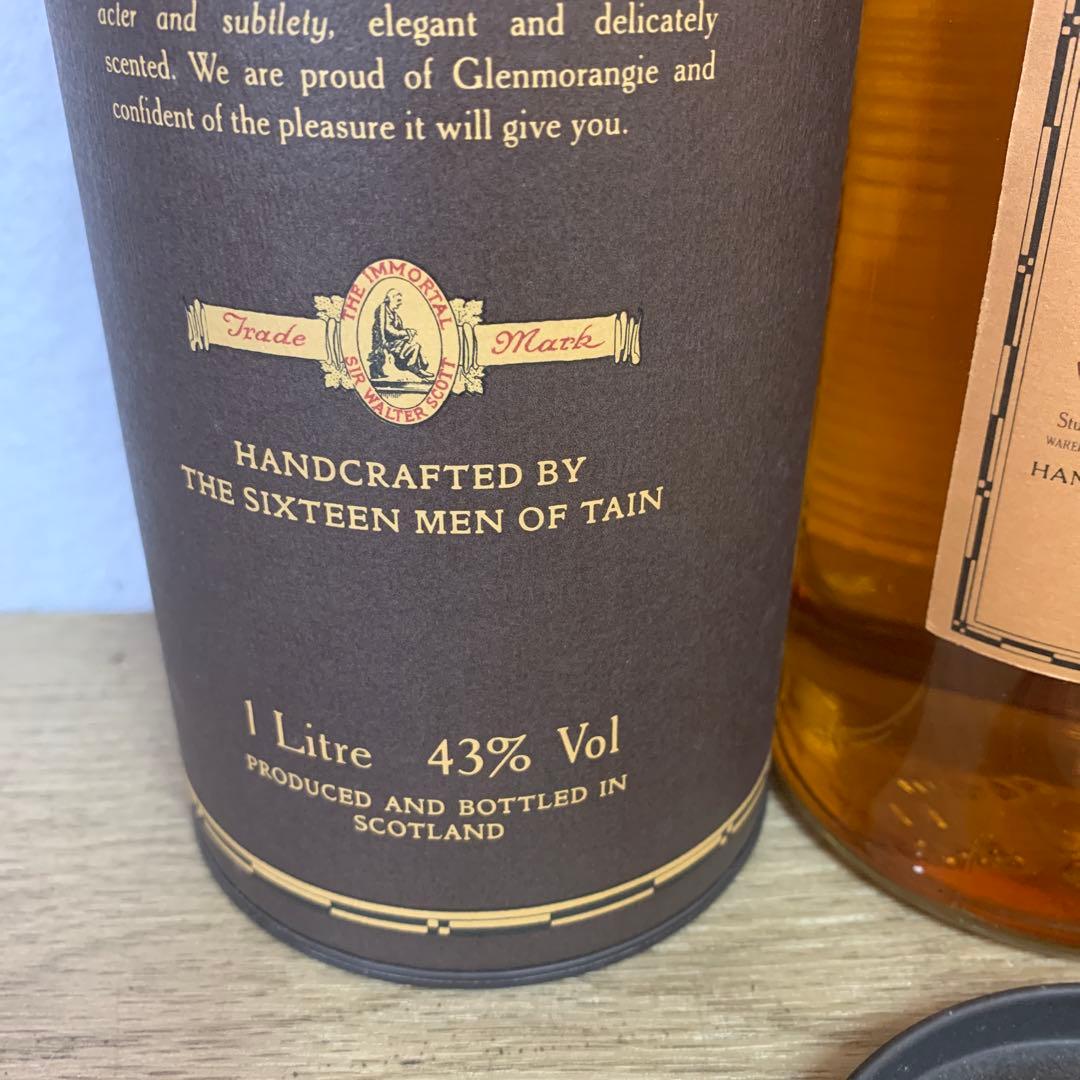 acter and subtlety, elegant and delicately
scented. We are proud of Glenmorangie and
confident of the pleasure it will give you.
THE IMMORTAL
Trade Mark
SIR WALTER SCOTT
HANDCRAFTED BY
THE SIXTEEN MEN OF TAIN
1 Litre 43% Vol
PRODUCED AND BOTTLED IN
SCOTLAND